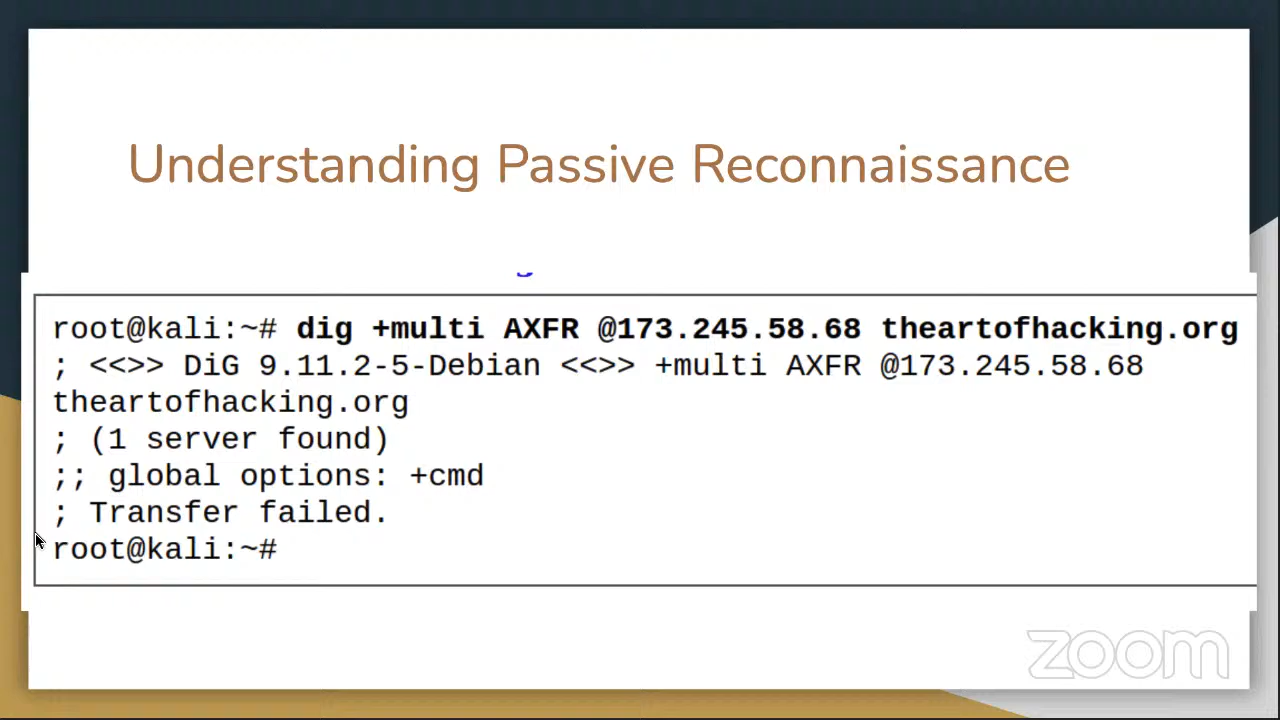 Understanding Passive Reconnaissance
root@kali:~# dig +multi AXFR @173.245.58.68 theartofhacking.org
; <<>> DiG 9.11.2-5-Debian <<>> +multi AXFR @173.245.58.68
theartofhacking.org
; (1 server found)
;; global options: +cmd
; Transfer failed.
root@kali:~#
zoom